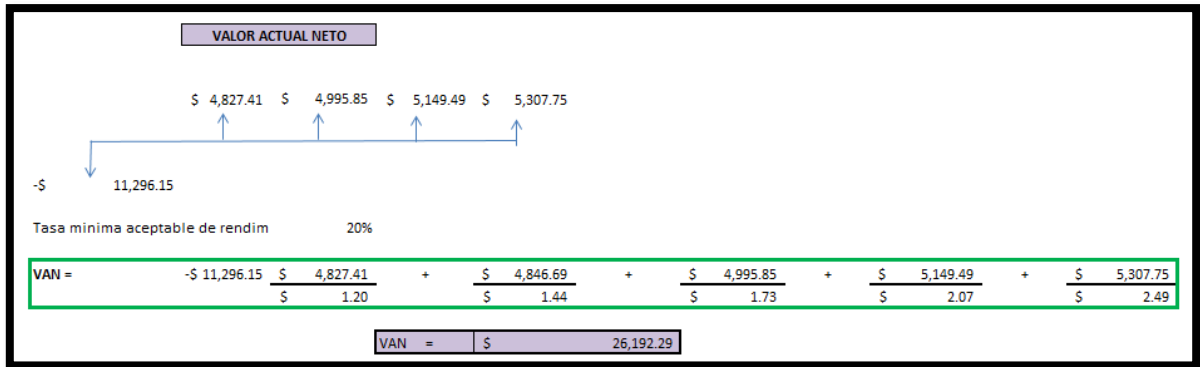 VALOR ACTUAL NETO
$ 4,827.41 $ 4,995.85 $ 5,149.49 $ 5,307.75
-$ 11,296.15
Tasa minima aceptable de rendim 20%
VAN = -$ 11,296.15 $ 4,827.41 + $ 4,846.69 + $ 4,995.85 + $ 5,149.49 + $ 5,307.75
$ 1.20 $ 1.44 $ 1.73 $ 2.07 $ 2.49
VAN = $ 26,192.29